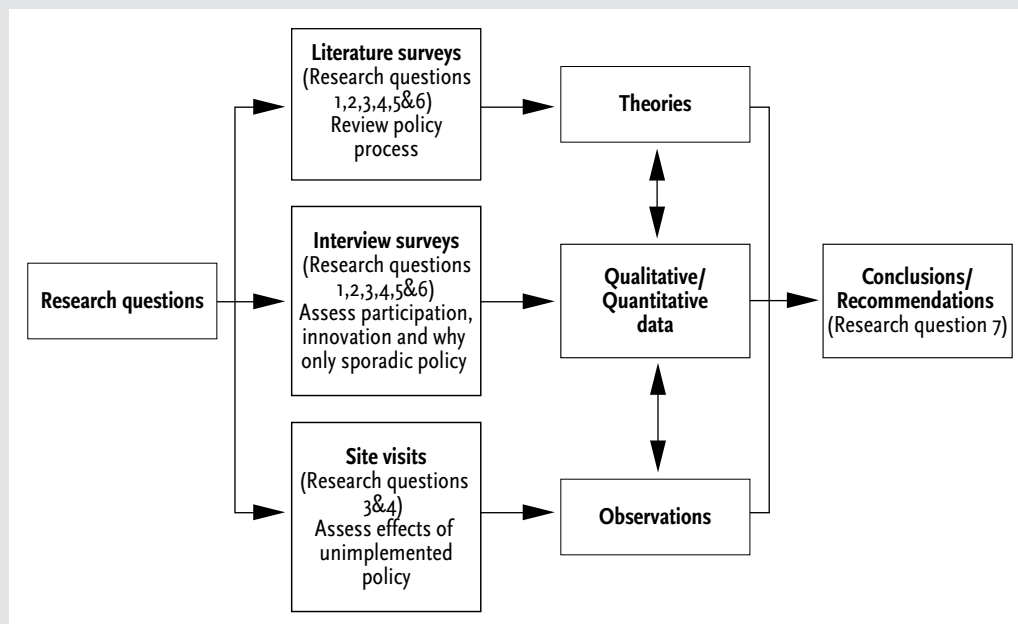 Research questions
Literature surveys
(Research questions
1,2,3,4,5&6)
Review policy
process
Interview surveys
(Research questions
1,2,3,4,5&6)
Assess participation,
innovation and why
only sporadic policy
Site visits
(Research questions
3&4)
Assess effects of
unimplemented
policy
Theories
Qualitative/
Quantitative
data
Observations
Conclusions/
Recommendations
(Research question 7)